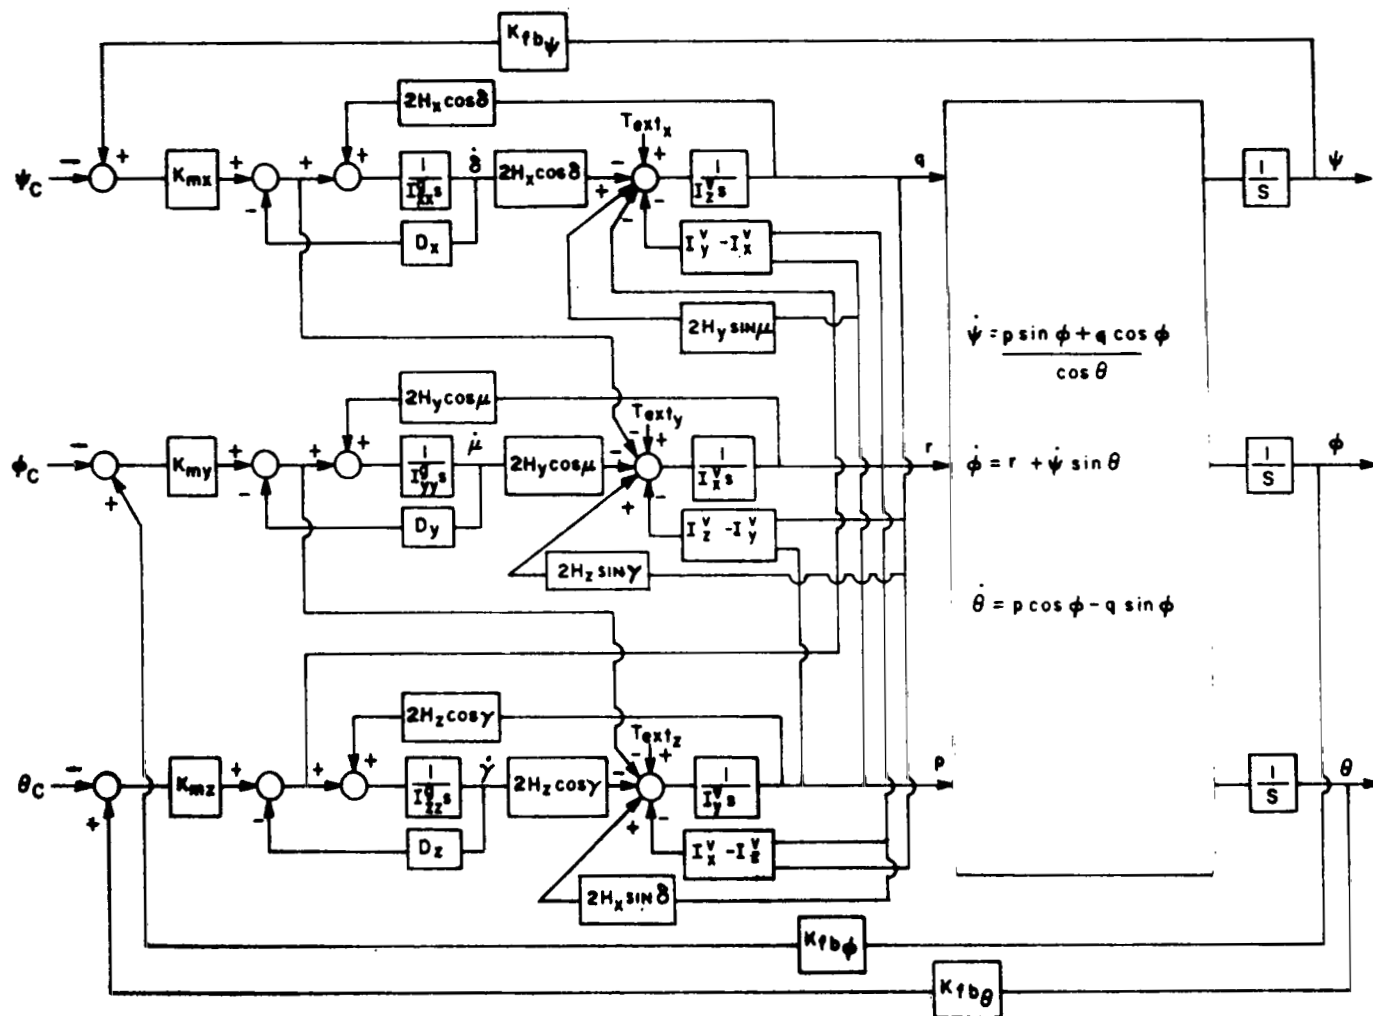 K_fbψ
2H_x cos δ
T_ext_x
ψ_C
− + K_mx + − + +
1 / I^g_xx s
δ̇
2H_x cos δ
− + + − −
1 / I^v_z s
q
1 / S
ψ
D_x
I^v_y − I^v_x
2H_y sin μ
ψ̇ = p sin φ + q cos φ / cos θ
2H_y cos μ
T_ext_y
φ_C
− + K_my + − + +
1 / I^g_yy s
μ̇
2H_y cos μ
− − + + −
1 / I^v_x s
r
φ̇ = r + ψ̇ sin θ
1 / S
φ
D_y
I^v_z − I^v_y
2H_z sin γ
θ̇ = p cos φ − q sin φ
2H_z cos γ
T_ext_z
θ_C
− + K_mz + − + +
1 / I^g_zz s
γ̇
2H_z cos γ
− − + + −
1 / I^v_y s
p
1 / S
θ
D_z
I^v_x − I^v_z
2H_x sin δ
K_fbφ
K_fbθ